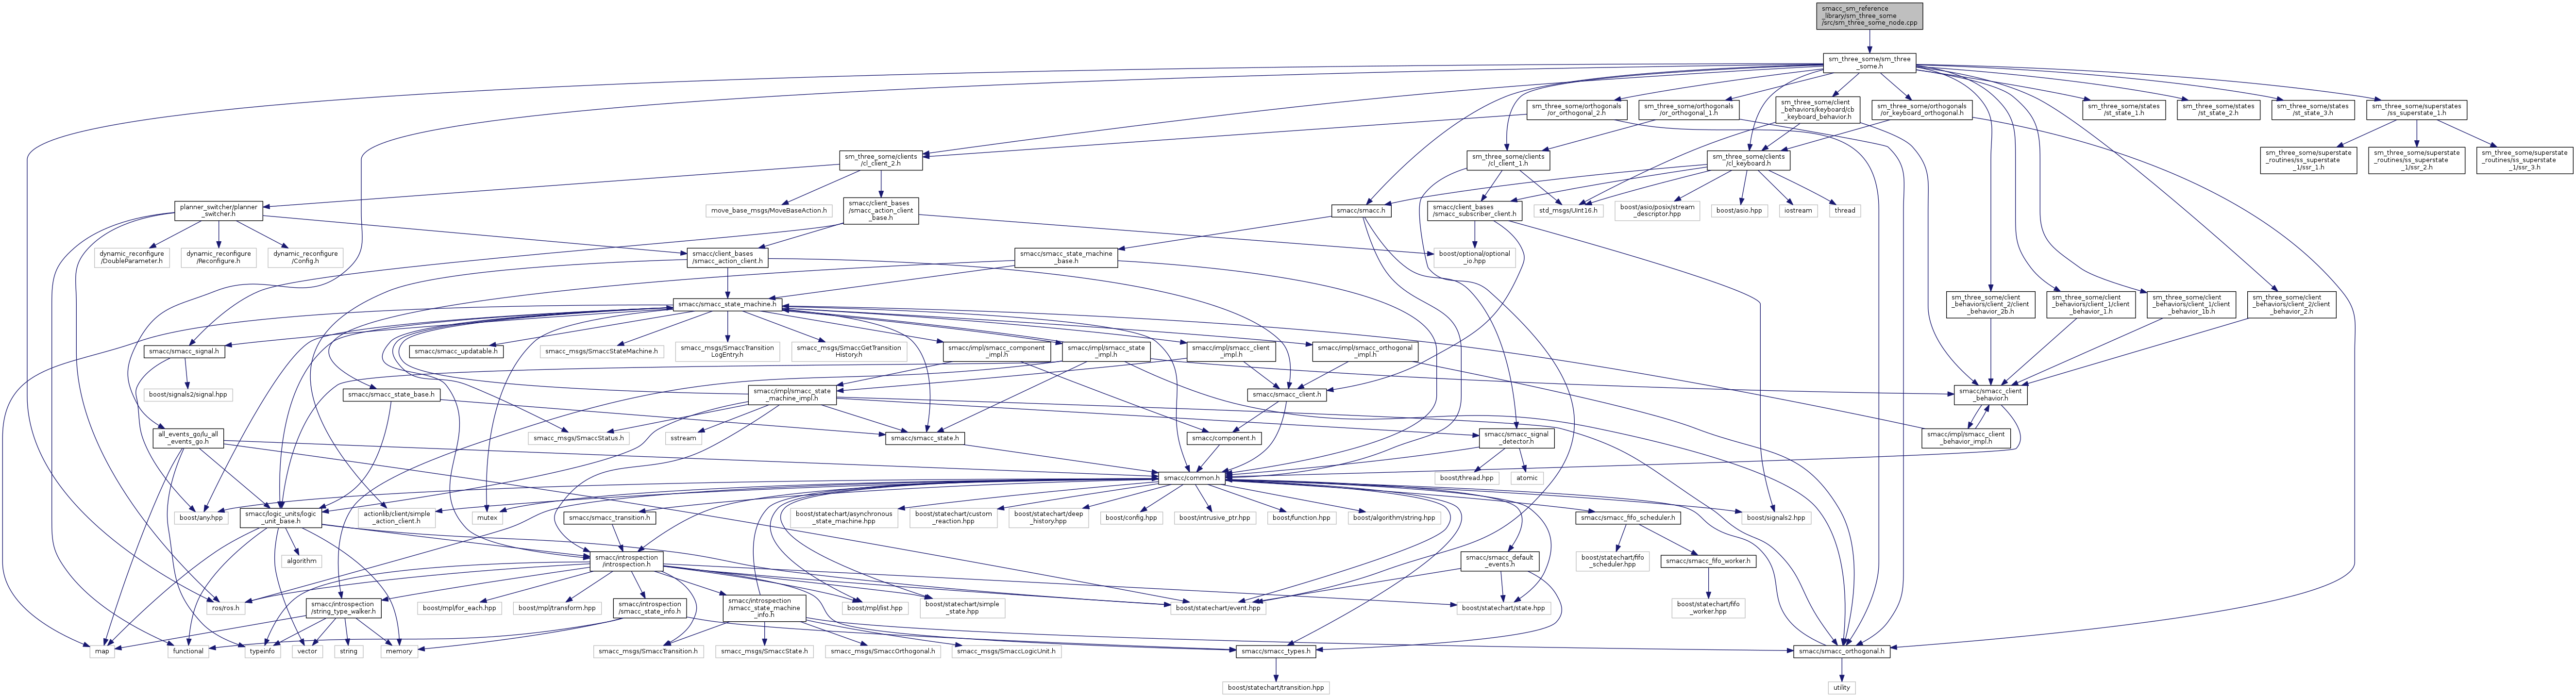 smacc_sm_reference
_library/sm_three_some
/src/sm_three_some_node.cpp
sm_three_some/sm_three
_some.h
sm_three_some/orthogonals
/or_orthogonal_2.h
sm_three_some/orthogonals
/or_orthogonal_1.h
sm_three_some/client
_behaviors/keyboard/cb
_keyboard_behavior.h
sm_three_some/orthogonals
/or_keyboard_orthogonal.h
sm_three_some/states
/st_state_1.h
sm_three_some/states
/st_state_2.h
sm_three_some/states
/st_state_3.h
sm_three_some/superstates
/ss_superstate_1.h
sm_three_some/clients
/cl_client_2.h
sm_three_some/clients
/cl_client_1.h
sm_three_some/clients
/cl_keyboard.h
sm_three_some/superstate
_routines/ss_superstate
_1/ssr_1.h
sm_three_some/superstate
_routines/ss_superstate
_1/ssr_2.h
sm_three_some/superstate
_routines/ss_superstate
_1/ssr_3.h
planner_switcher/planner
_switcher.h
move_base_msgs/MoveBaseAction.h
smacc/client_bases
/smacc_action_client
_base.h
smacc/smacc.h
smacc/client_bases
/smacc_subscriber_client.h
std_msgs/UInt16.h
boost/asio/posix/stream
_descriptor.hpp
boost/asio.hpp
iostream
thread
dynamic_reconfigure
/DoubleParameter.h
dynamic_reconfigure
/Reconfigure.h
dynamic_reconfigure
/Config.h
smacc/client_bases
/smacc_action_client.h
smacc/smacc_state_machine
_base.h
boost/optional/optional
_io.hpp
smacc/smacc_state_machine.h
sm_three_some/client
_behaviors/client_2/client
_behavior_2b.h
sm_three_some/client
_behaviors/client_1/client
_behavior_1.h
sm_three_some/client
_behaviors/client_1/client
_behavior_1b.h
sm_three_some/client
_behaviors/client_2/client
_behavior_2.h
smacc/smacc_signal.h
smacc/smacc_updatable.h
smacc_msgs/SmaccStateMachine.h
smacc_msgs/SmaccTransition
LogEntry.h
smacc_msgs/SmaccGetTransition
History.h
smacc/impl/smacc_component
_impl.h
smacc/impl/smacc_state
_impl.h
smacc/impl/smacc_client
_impl.h
smacc/impl/smacc_orthogonal
_impl.h
boost/signals2/signal.hpp
smacc/smacc_state_base.h
smacc/impl/smacc_state
_machine_impl.h
smacc/smacc_client.h
smacc/smacc_client
_behavior.h
all_events_go/lu_all
_events_go.h
smacc_msgs/SmaccStatus.h
sstream
smacc/smacc_state.h
smacc/component.h
smacc/smacc_signal
_detector.h
smacc/impl/smacc_client
_behavior_impl.h
smacc/common.h
boost/thread.hpp
atomic
boost/any.hpp
smacc/logic_units/logic
_unit_base.h
actionlib/client/simple
_action_client.h
mutex
smacc/smacc_transition.h
boost/statechart/asynchronous
_state_machine.hpp
boost/statechart/custom
_reaction.hpp
boost/statechart/deep
_history.hpp
boost/config.hpp
boost/intrusive_ptr.hpp
boost/function.hpp
boost/algorithm/string.hpp
smacc/smacc_fifo_scheduler.h
boost/signals2.hpp
algorithm
smacc/introspection
/introspection.h
smacc/smacc_default
_events.h
boost/statechart/fifo
_scheduler.hpp
smacc/smacc_fifo_worker.h
ros/ros.h
smacc/introspection
/string_type_walker.h
boost/mpl/for_each.hpp
boost/mpl/transform.hpp
smacc/introspection
/smacc_state_info.h
smacc/introspection
/smacc_state_machine
_info.h
boost/mpl/list.hpp
boost/statechart/simple
_state.hpp
boost/statechart/event.hpp
boost/statechart/state.hpp
boost/statechart/fifo
_worker.hpp
map
functional
typeinfo
vector
string
memory
smacc_msgs/SmaccTransition.h
smacc_msgs/SmaccState.h
smacc_msgs/SmaccOrthogonal.h
smacc_msgs/SmaccLogicUnit.h
smacc/smacc_types.h
smacc/smacc_orthogonal.h
boost/statechart/transition.hpp
utility